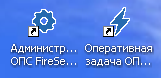 Администр...
ОПС FireSe...
Оперативная
задача ОП...